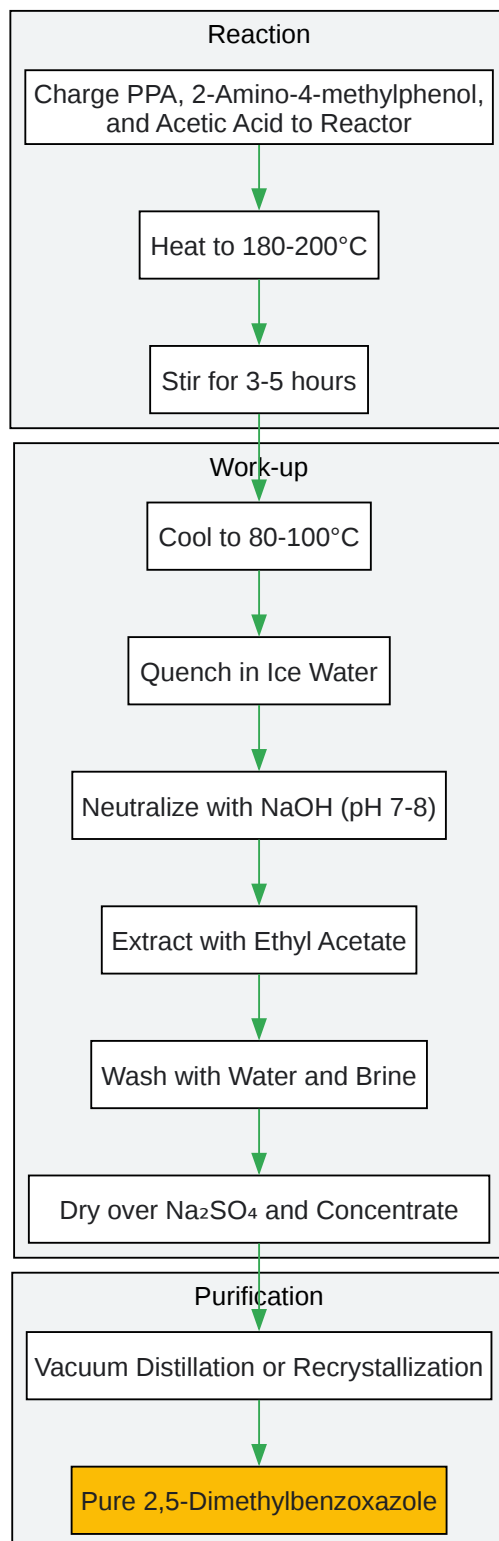 Reaction
Charge PPA, 2-Amino-4-methylphenol,
and Acetic Acid to Reactor
Heat to 180-200°C
Stir for 3-5 hours
Work-up
Cool to 80-100°C
Quench in Ice Water
Neutralize with NaOH (pH 7-8)
Extract with Ethyl Acetate
Wash with Water and Brine
Dry over Na₂SO₄ and Concentrate
Purification
Vacuum Distillation or Recrystallization
Pure 2,5-Dimethylbenzoxazole